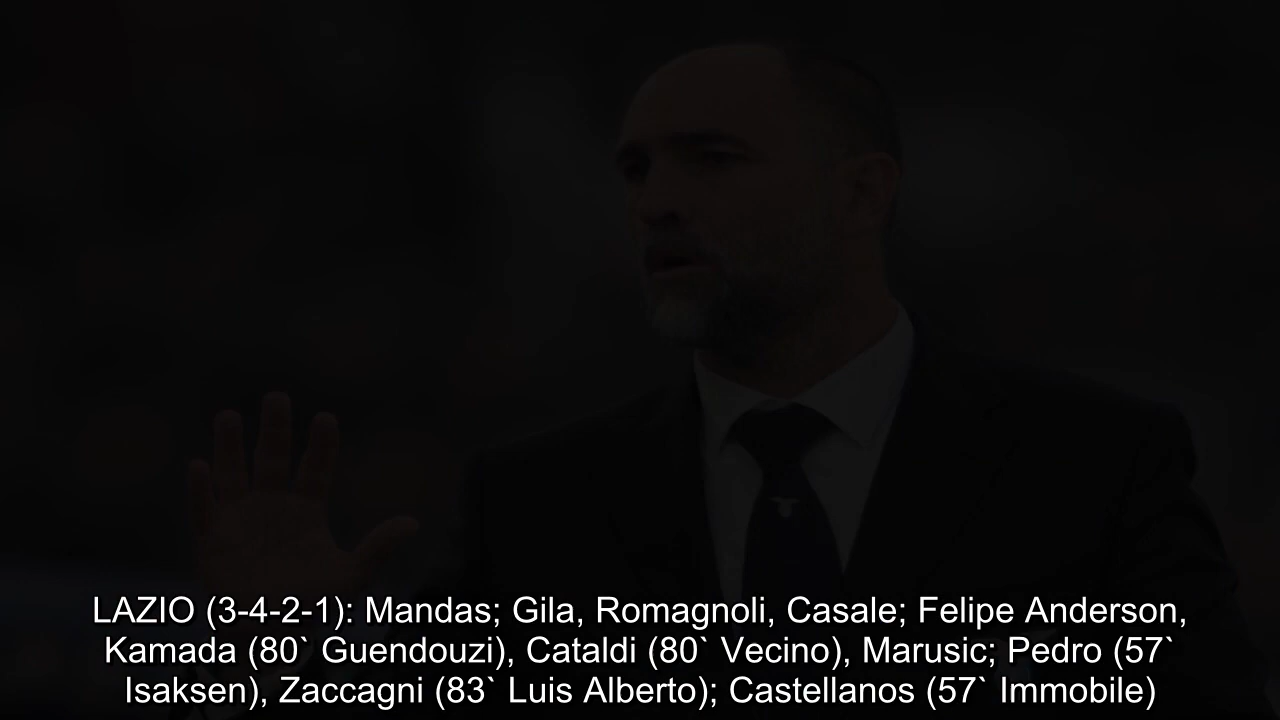 LAZIO (3-4-2-1): Mandas; Gila, Romagnoli, Casale; Felipe Anderson,
Kamada (80` Guendouzi), Cataldi (80` Vecino), Marusic; Pedro (57`
Isaksen), Zaccagni (83` Luis Alberto); Castellanos (57` Immobile)